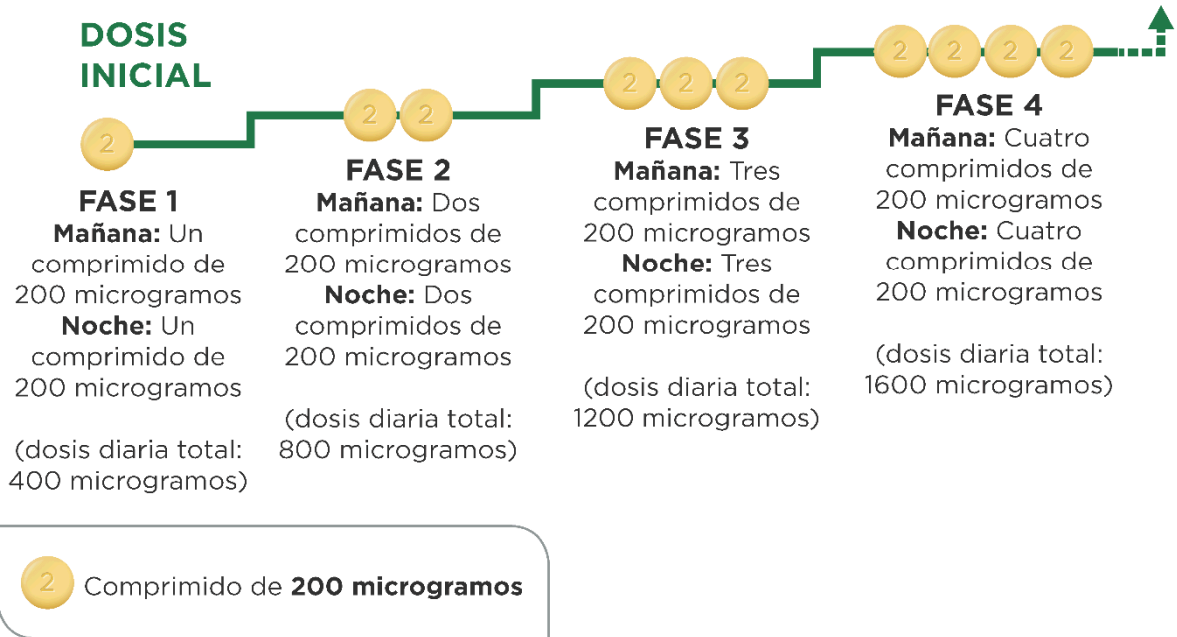 DOSIS
INICIAL
2
FASE 1
Mañana: Un
comprimido de
200 microgramos
Noche: Un
comprimido de
200 microgramos
(dosis diaria total:
400 microgramos)
2 2
FASE 2
Mañana: Dos
comprimidos de
200 microgramos
Noche: Dos
comprimidos de
200 microgramos
(dosis diaria total:
800 microgramos)
2 2 2
FASE 3
Mañana: Tres
comprimidos de
200 microgramos
Noche: Tres
comprimidos de
200 microgramos
(dosis diaria total:
1200 microgramos)
2 2 2 2
FASE 4
Mañana: Cuatro
comprimidos de
200 microgramos
Noche: Cuatro
comprimidos de
200 microgramos
(dosis diaria total:
1600 microgramos)
2 Comprimido de 200 microgramos